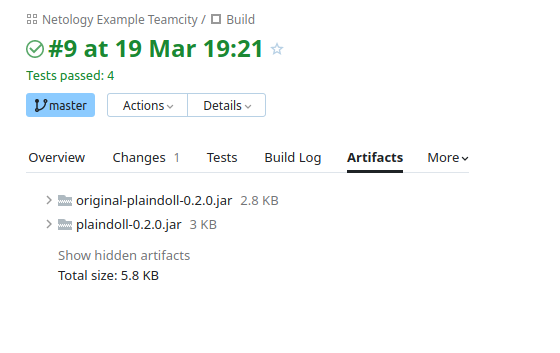 Netology Example Teamcity / Build
#9 at 19 Mar 19:21
Tests passed: 4
master Actions Details
Overview Changes 1 Tests Build Log Artifacts More
original-plaindoll-0.2.0.jar 2.8 KB
plaindoll-0.2.0.jar 3 KB
Show hidden artifacts
Total size: 5.8 KB